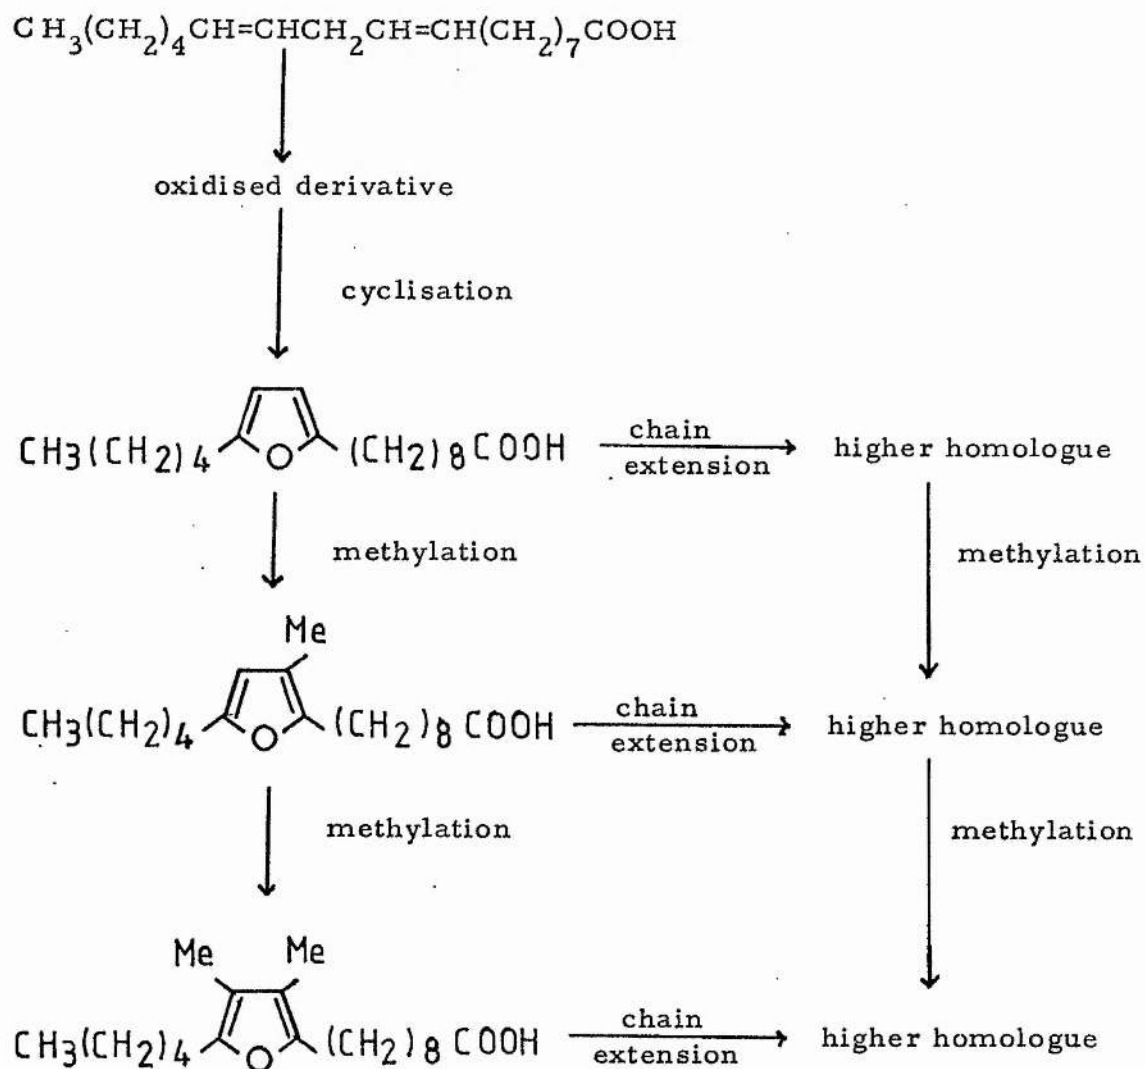 CH₃(CH₂)₄CH=CHCH₂CH=CH(CH₂)₇COOH
oxidised derivative
cyclisation
CH3(CH2)4 O (CH2)8COOH chain extension higher homologue
methylation methylation
Me
CH3(CH2)4 O (CH2)8COOH chain extension higher homologue
methylation methylation
Me Me
CH3(CH2)4 O (CH2)8COOH chain extension higher homologue